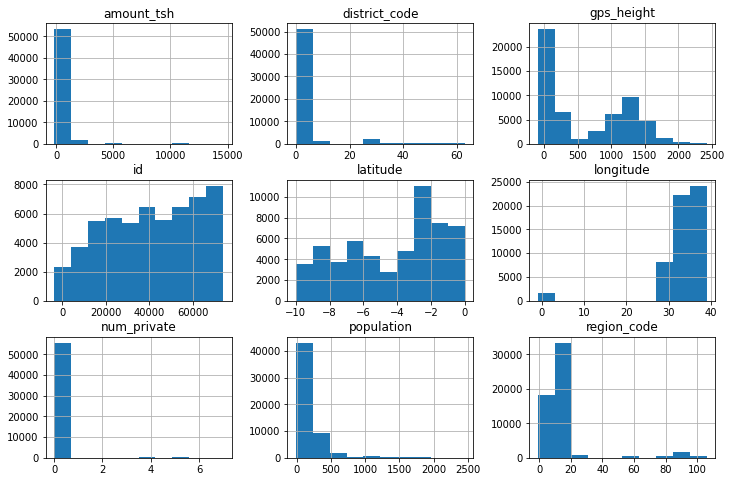 amount_tsh
50000
40000
30000
20000
10000
0
0 5000 10000 15000
district_code
50000
40000
30000
20000
10000
0
0 20 40 60
gps_height
20000
15000
10000
5000
0
0 500 1000 1500 2000 2500
id
8000
6000
4000
2000
0
0 20000 40000 60000
latitude
10000
8000
6000
4000
2000
0
−10 −8 −6 −4 −2 0
longitude
25000
20000
15000
10000
5000
0
0 10 20 30 40
num_private
50000
40000
30000
20000
10000
0
0 2 4 6
population
40000
30000
20000
10000
0
0 500 1000 1500 2000 2500
region_code
30000
20000
10000
0
0 20 40 60 80 100